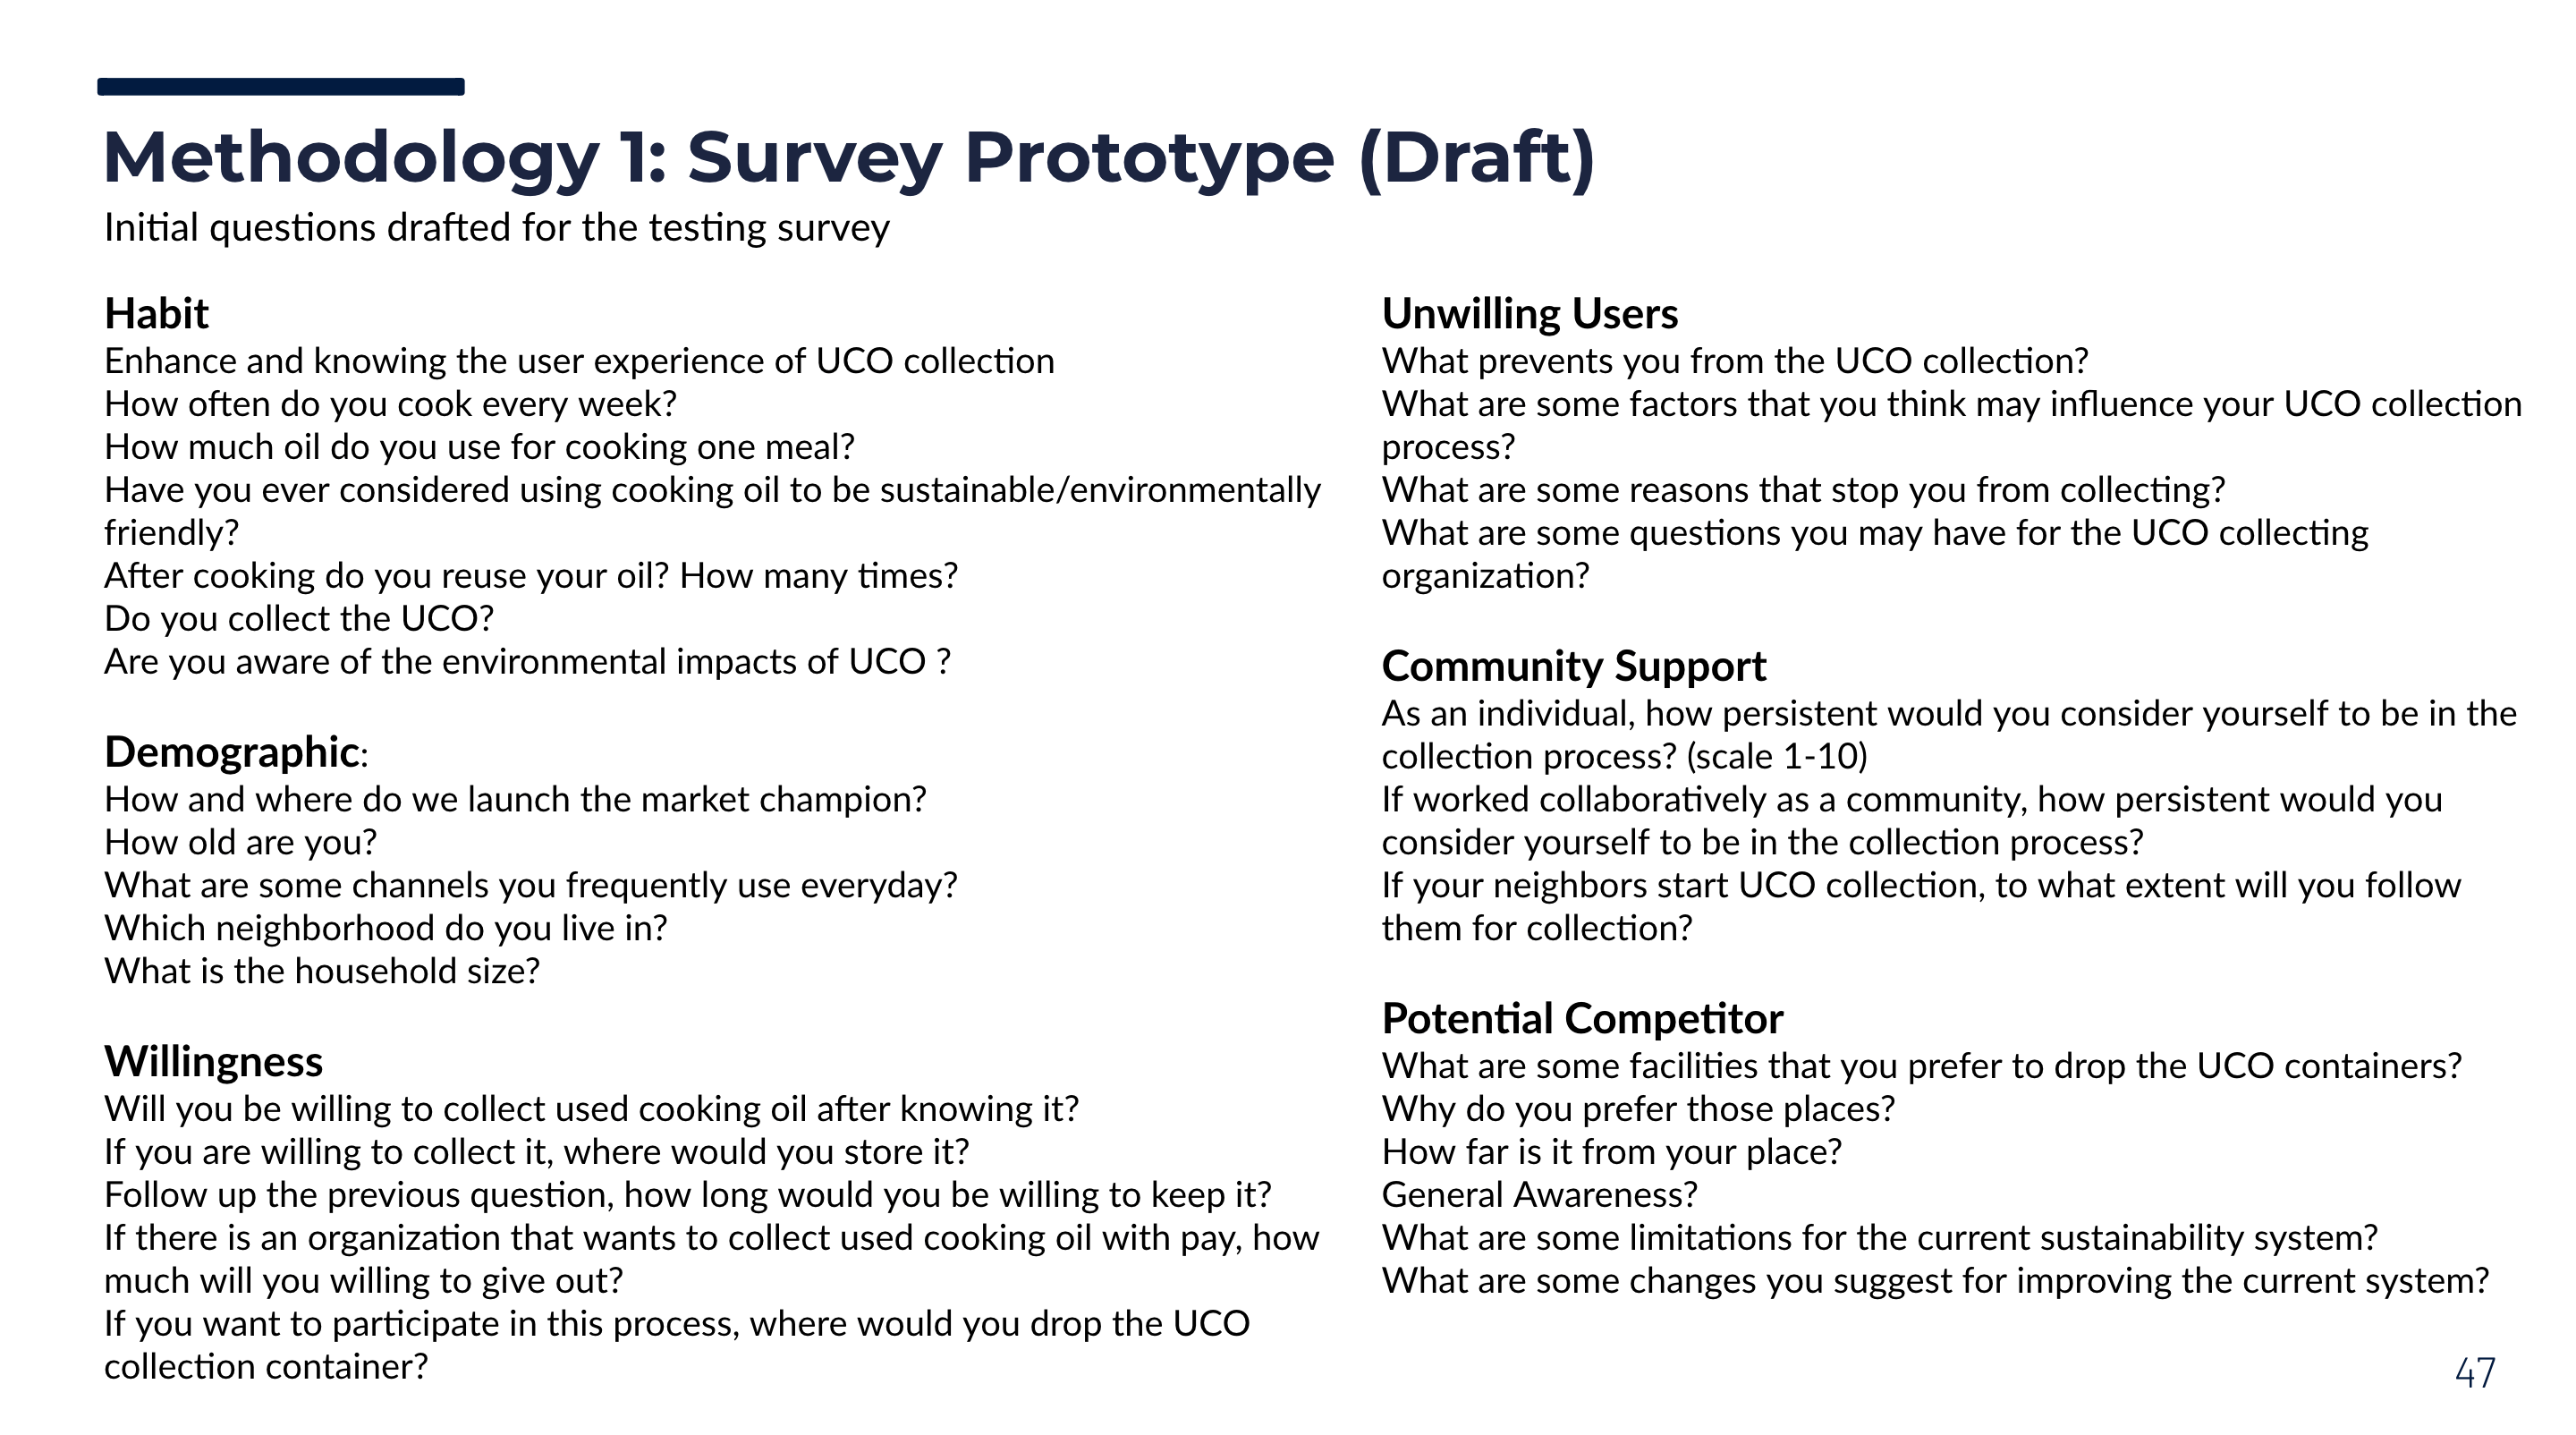 Methodology 1: Survey Prototype (Draft)
Initial questions drafted for the testing survey
Habit
Enhance and knowing the user experience of UCO collection
How often do you cook every week?
How much oil do you use for cooking one meal?
Have you ever considered using cooking oil to be sustainable/environmentally
friendly?
After cooking do you reuse your oil? How many times?
Do you collect the UCO?
Are you aware of the environmental impacts of UCO ?
Demographic:
How and where do we launch the market champion?
How old are you?
What are some channels you frequently use everyday?
Which neighborhood do you live in?
What is the household size?
Willingness
Will you be willing to collect used cooking oil after knowing it?
If you are willing to collect it, where would you store it?
Follow up the previous question, how long would you be willing to keep it?
If there is an organization that wants to collect used cooking oil with pay, how
much will you willing to give out?
If you want to participate in this process, where would you drop the UCO
collection container?
Unwilling Users
What prevents you from the UCO collection?
What are some factors that you think may influence your UCO collection
process?
What are some reasons that stop you from collecting?
What are some questions you may have for the UCO collecting
organization?
Community Support
As an individual, how persistent would you consider yourself to be in the
collection process? (scale 1-10)
If worked collaboratively as a community, how persistent would you
consider yourself to be in the collection process?
If your neighbors start UCO collection, to what extent will you follow
them for collection?
Potential Competitor
What are some facilities that you prefer to drop the UCO containers?
Why do you prefer those places?
How far is it from your place?
General Awareness?
What are some limitations for the current sustainability system?
What are some changes you suggest for improving the current system?
47